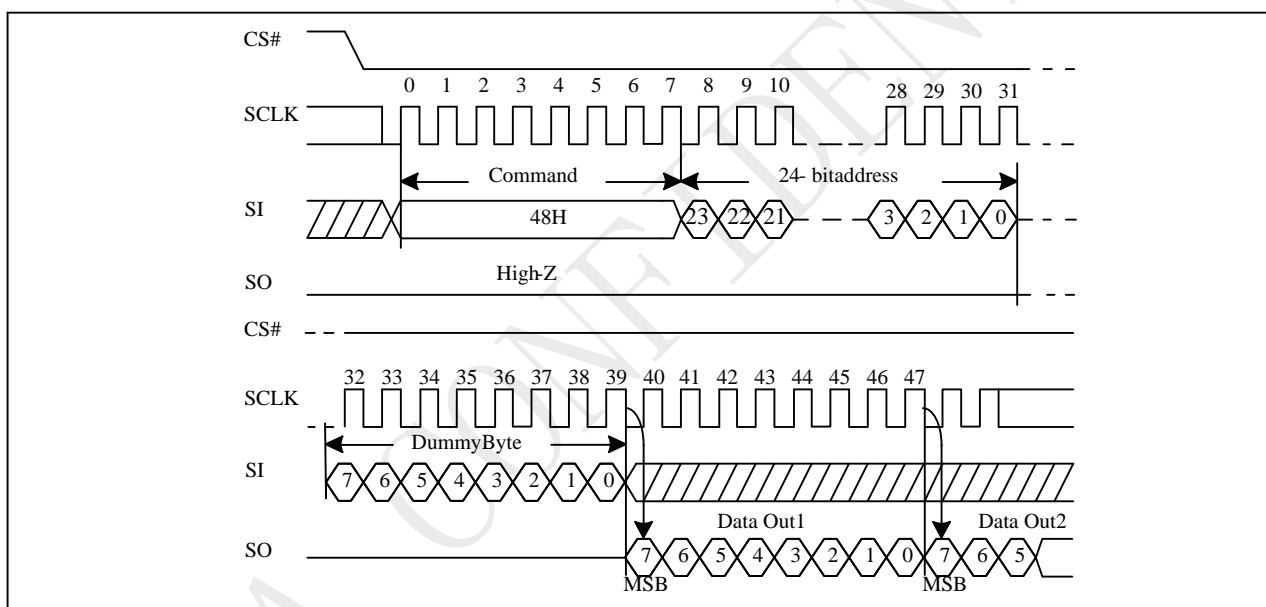 CS#
0 1 2 3 4 5 6 7 8 9 10 28 29 30 31
SCLK
Command 24- bitaddress
SI 48H 23 22 21 3 2 1 0
High-Z
SO
CS#
32 33 34 35 36 37 38 39 40 41 42 43 44 45 46 47
SCLK
DummyByte
SI 7 6 5 4 3 2 1 0
Data Out1 Data Out2
SO 7 6 5 4 3 2 1 0 7 6 5
MSB MSB
CONFIDEN
A